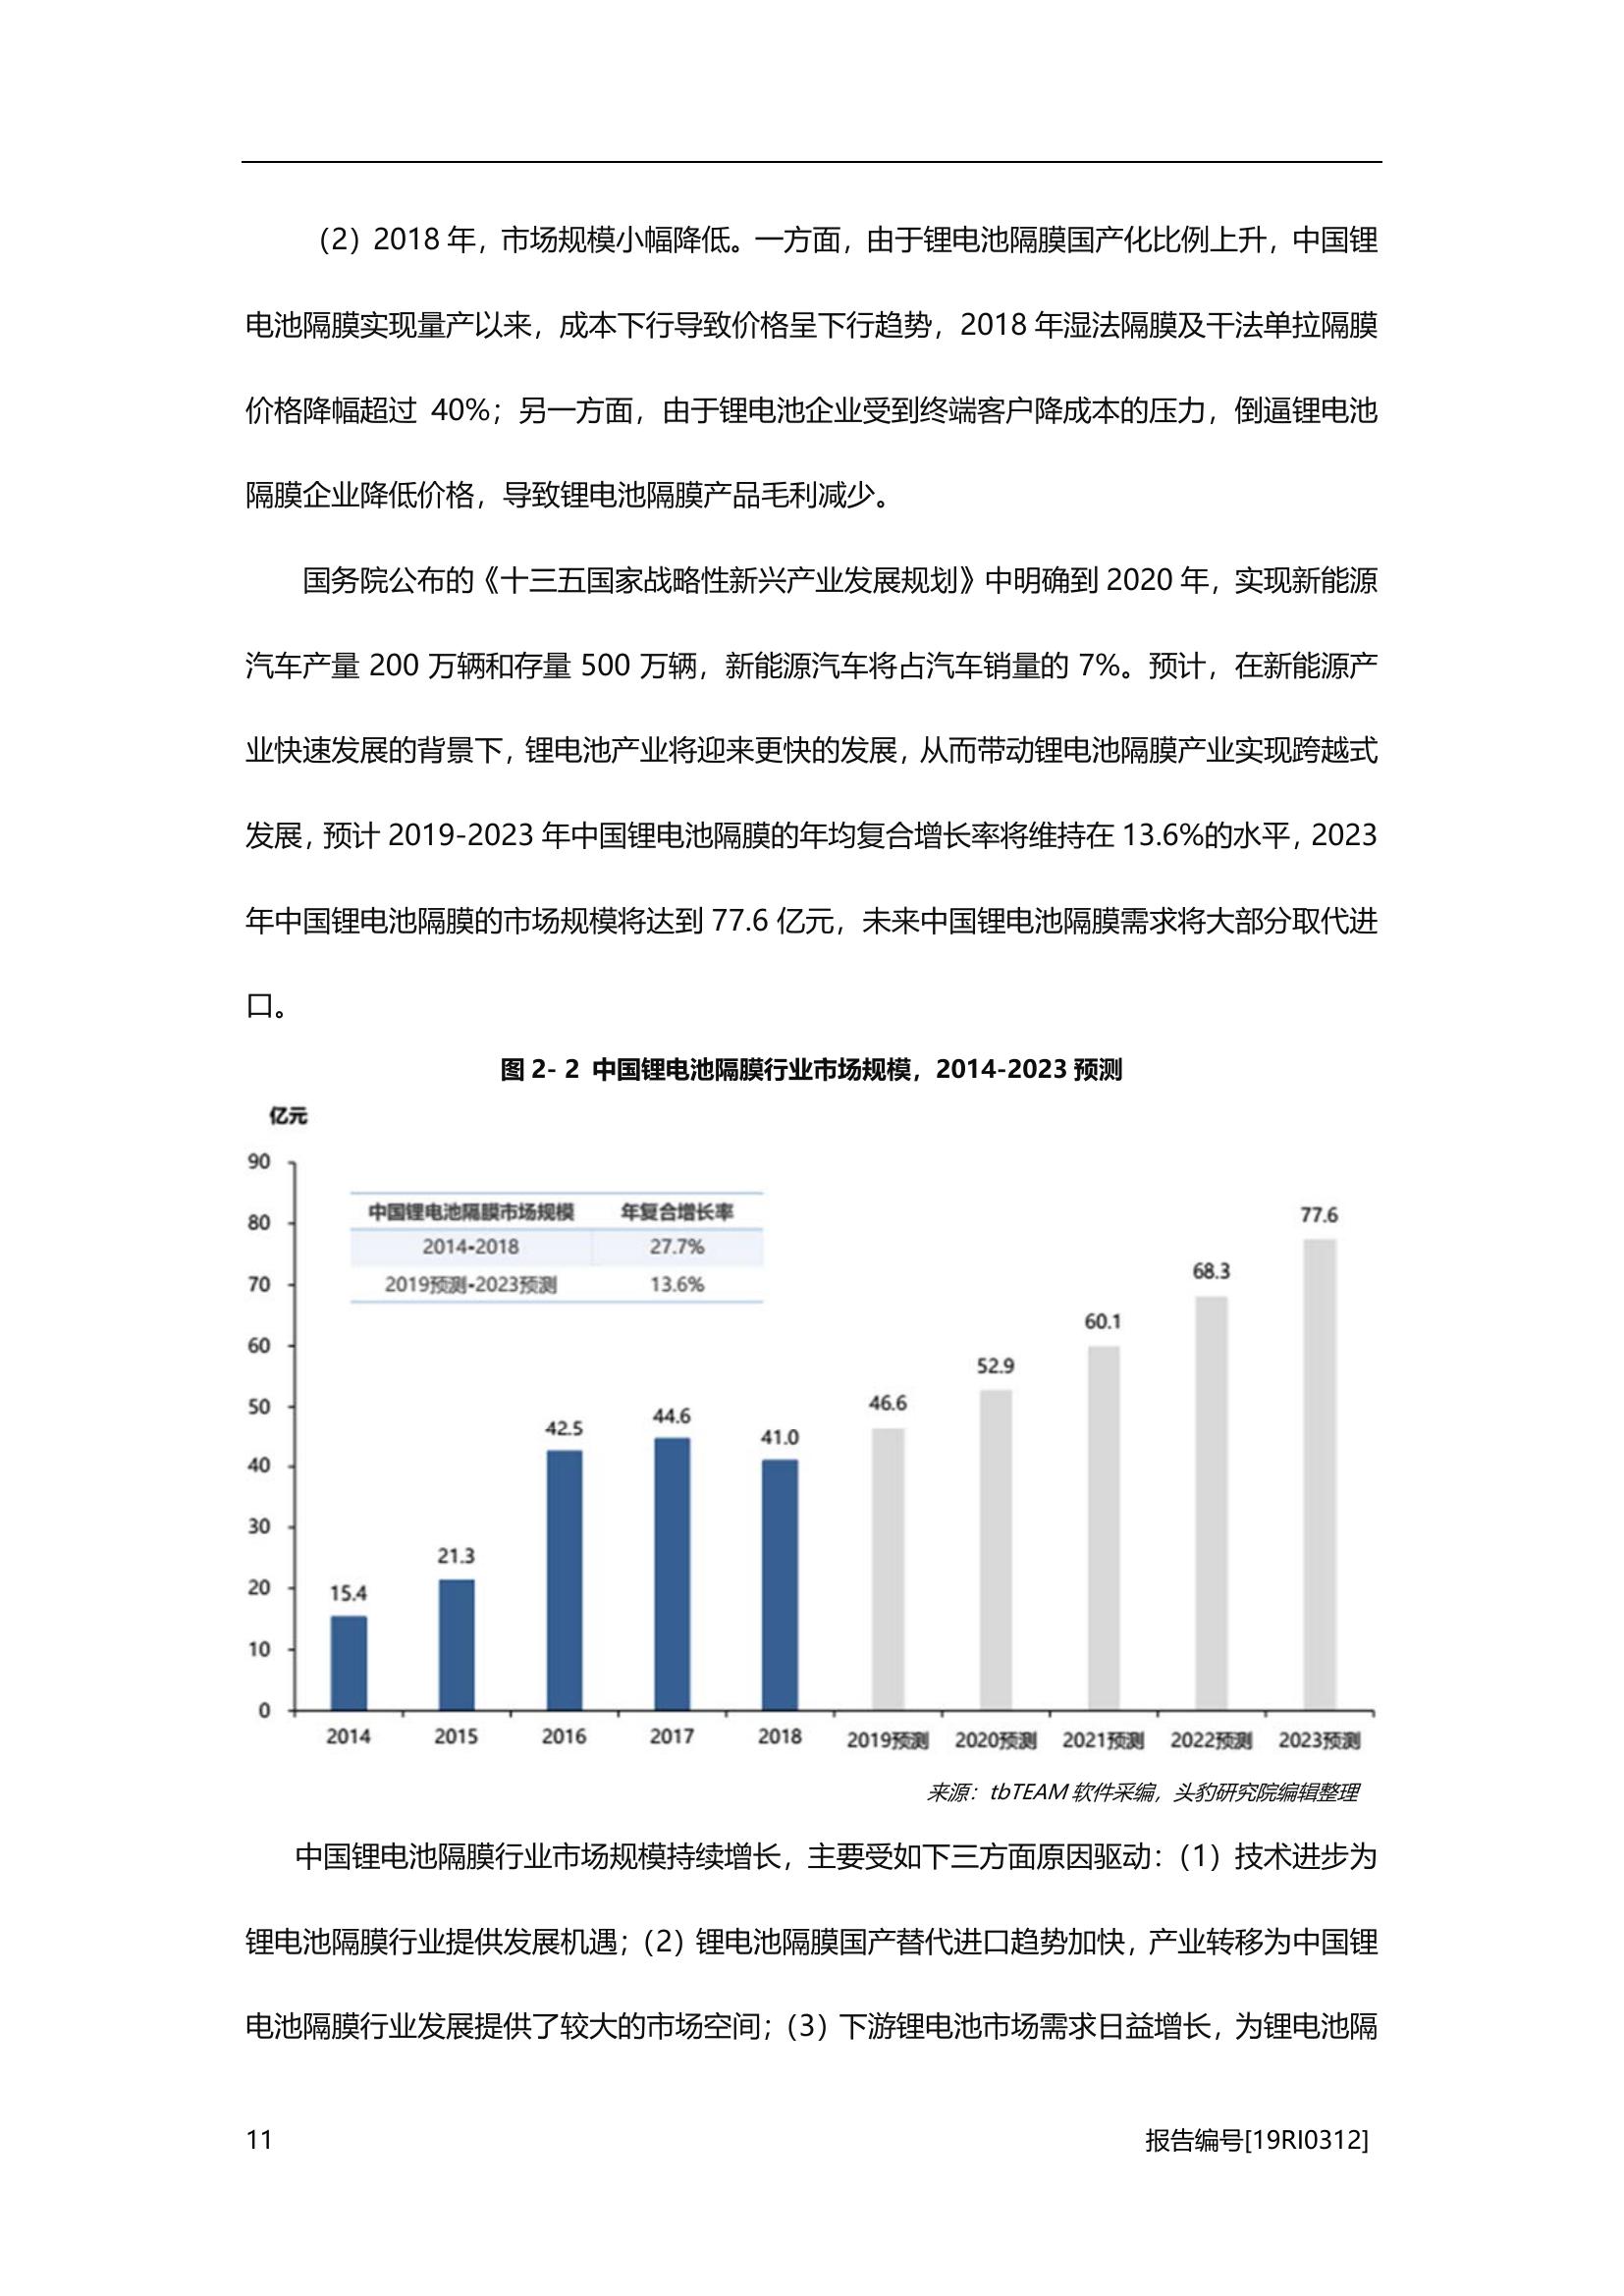 （2）2018 年，市场规模小幅降低。一方面，由于锂电池隔膜国产化比例上升，中国锂
电池隔膜实现量产以来，成本下行导致价格呈下行趋势，2018 年湿法隔膜及干法单拉隔膜
价格降幅超过 40%；另一方面，由于锂电池企业受到终端客户降成本的压力，倒逼锂电池
隔膜企业降低价格，导致锂电池隔膜产品毛利减少。
国务院公布的《十三五国家战略性新兴产业发展规划》中明确到 2020 年，实现新能源
汽车产量 200 万辆和存量 500 万辆，新能源汽车将占汽车销量的 7%。预计，在新能源产
业快速发展的背景下，锂电池产业将迎来更快的发展，从而带动锂电池隔膜产业实现跨越式
发展，预计 2019-2023 年中国锂电池隔膜的年均复合增长率将维持在 13.6%的水平，2023
年中国锂电池隔膜的市场规模将达到 77.6 亿元，未来中国锂电池隔膜需求将大部分取代进
口。
图 2- 2 中国锂电池隔膜行业市场规模，2014-2023 预测
亿元
90
80
70
60
50
40
30
20
10
0
中国锂电池隔膜市场规模 年复合增长率
2014-2018 27.7%
2019预测-2023预测 13.6%
15.4
21.3
42.5
44.6
41.0
46.6
52.9
60.1
68.3
77.6
2014 2015 2016 2017 2018 2019预测 2020预测 2021预测 2022预测 2023预测
来源：tbTEAM 软件采编，头豹研究院编辑整理
中国锂电池隔膜行业市场规模持续增长，主要受如下三方面原因驱动：（1）技术进步为
锂电池隔膜行业提供发展机遇；（2）锂电池隔膜国产替代进口趋势加快，产业转移为中国锂
电池隔膜行业发展提供了较大的市场空间；（3）下游锂电池市场需求日益增长，为锂电池隔
11 报告编号[19RI0312]